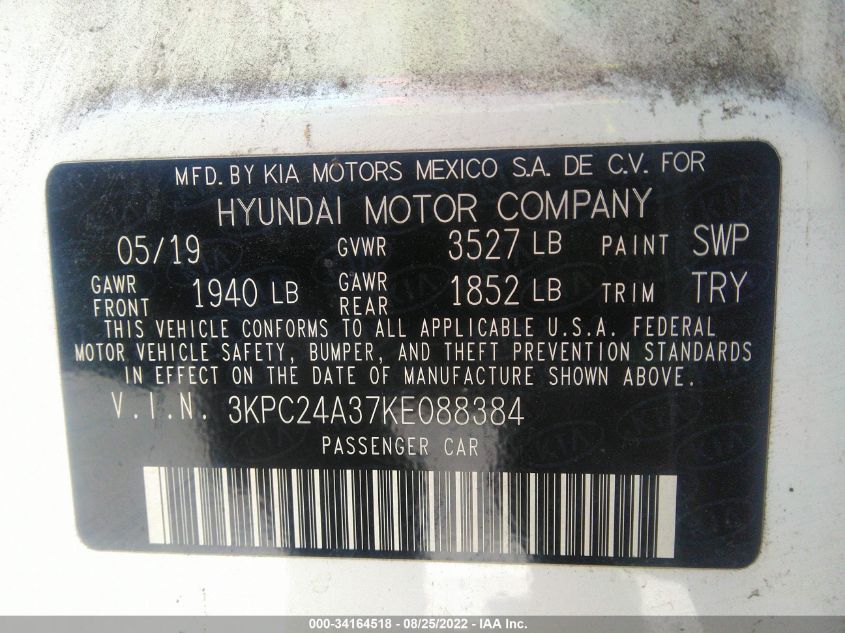 MFD. BY KIA MOTORS MEXICO S.A. DE C.V. FOR
HYUNDAI MOTOR COMPANY
05/19 GVWR 3527 LB PAINT SWP
GAWR FRONT 1940 LB GAWR REAR 1852 LB TRIM TRY
THIS VEHICLE CONFORMS TO ALL APPLICABLE U.S.A. FEDERAL
MOTOR VEHICLE SAFETY, BUMPER, AND THEFT PREVENTION STANDARDS
IN EFFECT ON THE DATE OF MANUFACTURE SHOWN ABOVE.
V.I.N. 3KPC24A37KE088384
PASSENGER CAR
000-34164518 - 08/25/2022 - IAA Inc.